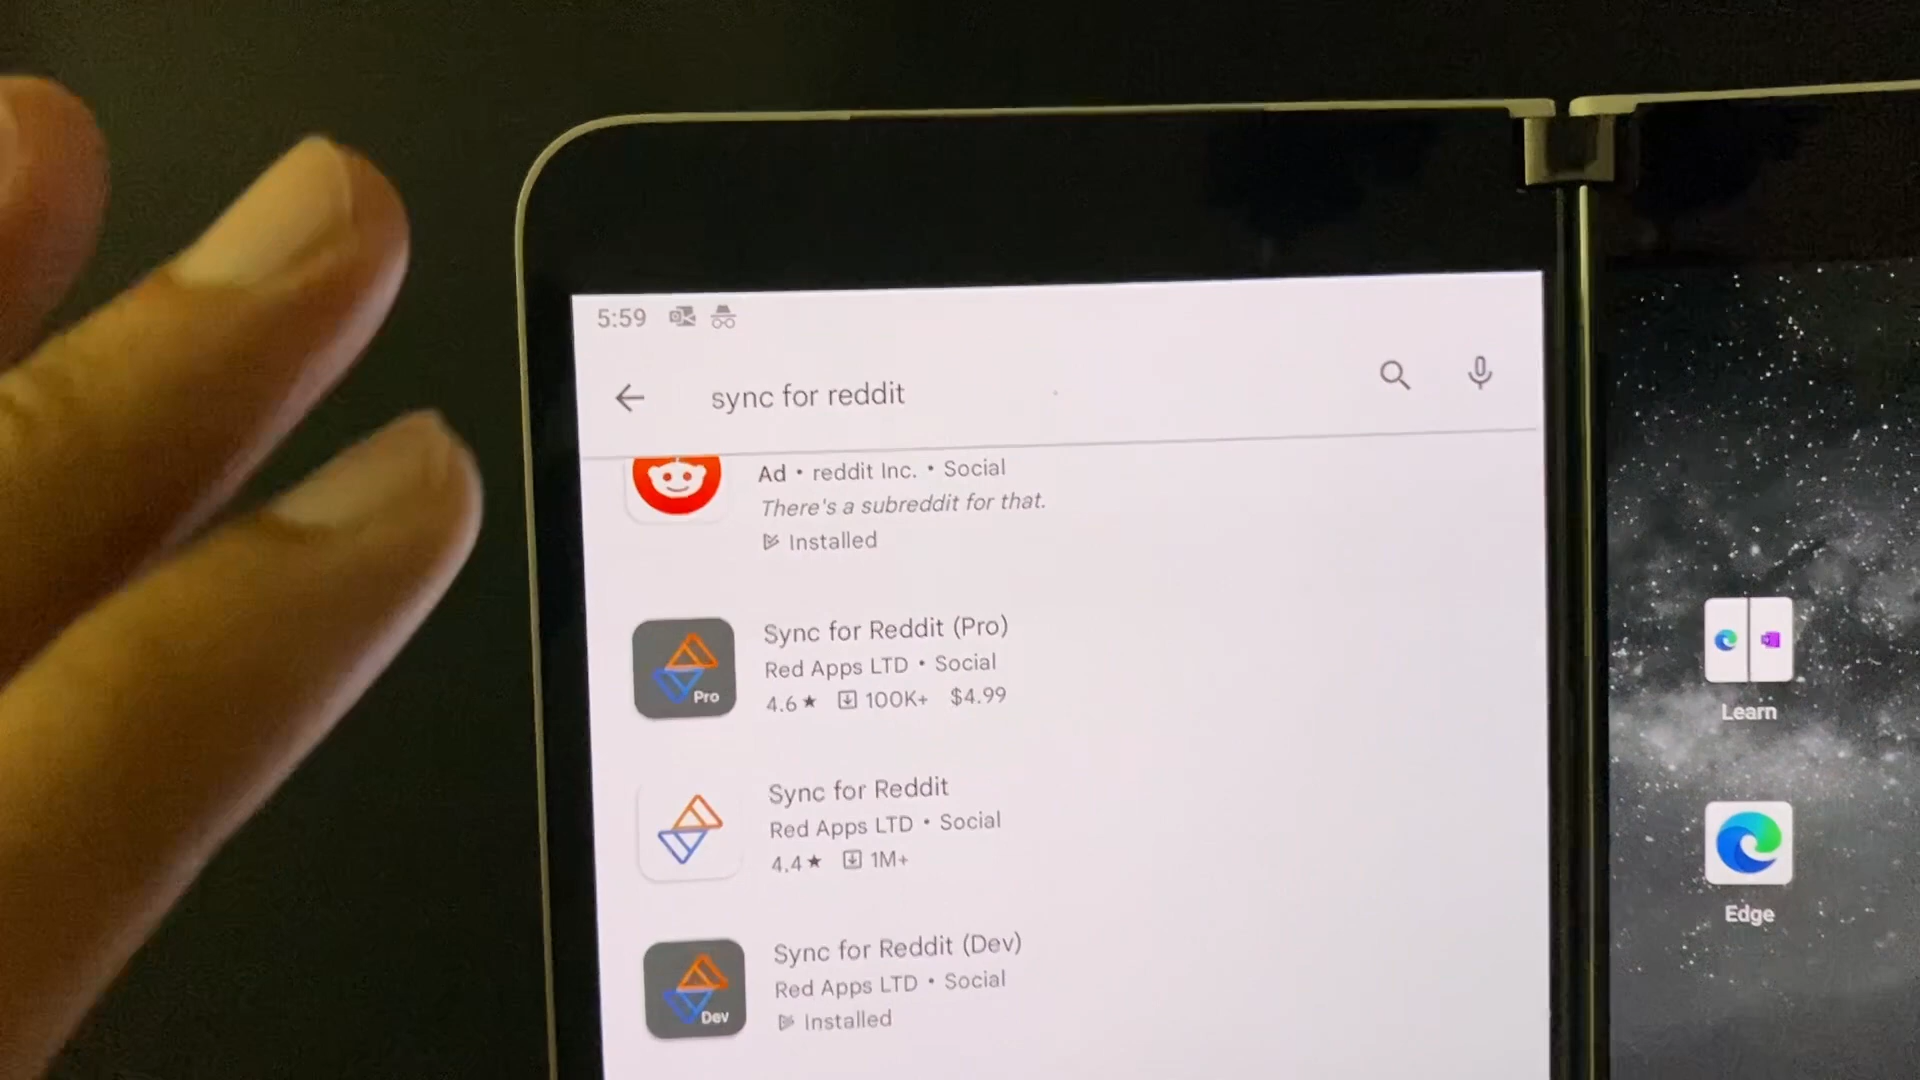 5:59
sync for reddit
Ad • reddit Inc. • Social
There's a subreddit for that.
Installed
Sync for Reddit (Pro)
Red Apps LTD • Social
4.6★ 100K+ $4.99
Pro
Sync for Reddit
Red Apps LTD • Social
4.4★ 1M+
Sync for Reddit (Dev)
Red Apps LTD • Social
Installed
Dev
Learn
Edge